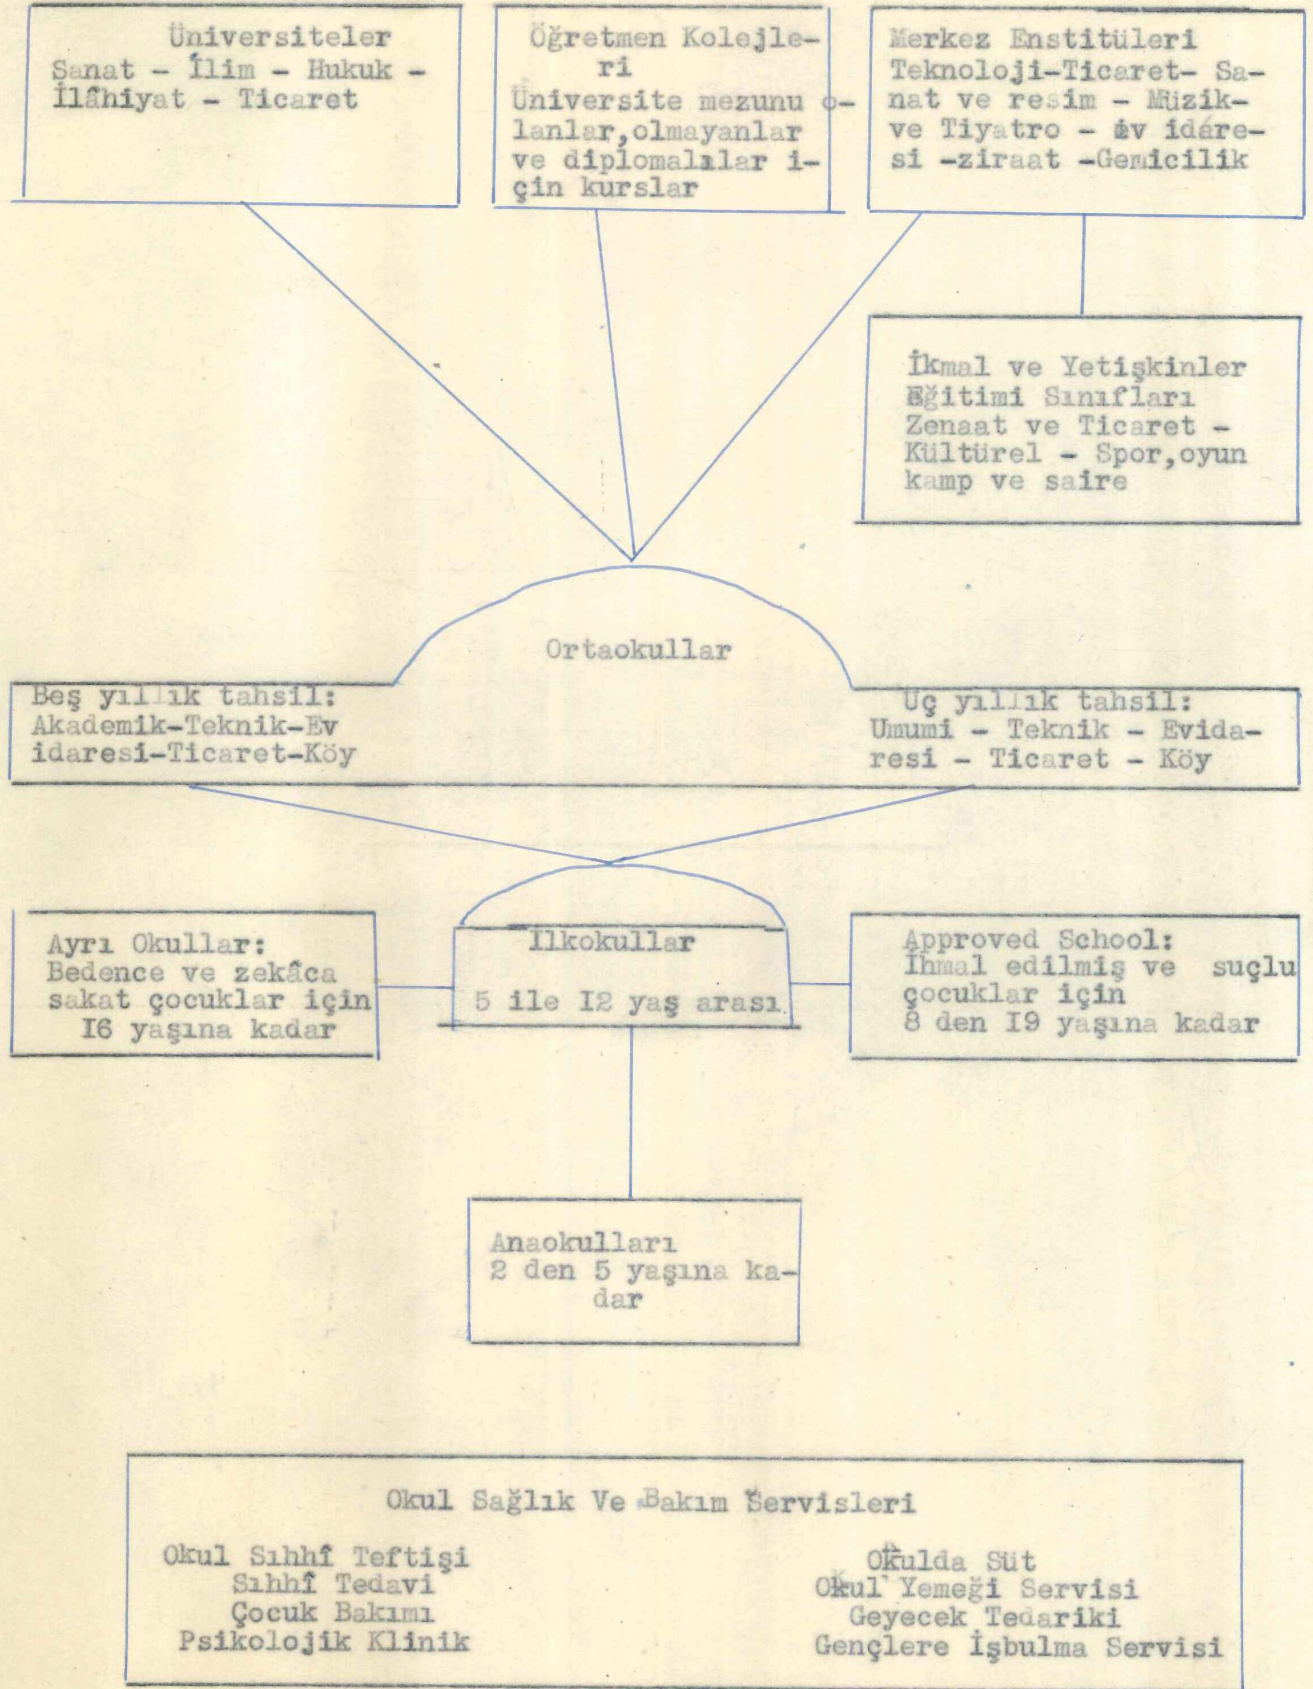 Üniversiteler
Sanat - İlim - Hukuk -
İlâhiyat - Ticaret
Öğretmen Kolejle-
ri
Üniversite mezunu o-
lanlar,olmayanlar
ve diplomalılar i-
çin kurslar
Merkez Enstitüleri
Teknoloji-Ticaret- Sa-
nat ve resim - Müzik-
ve Tiyatro - ev idáre-
si -ziraat -Gemicilik
İkmal ve Yetişkinler
Eğitimi Sınıfları
Zenaat ve Ticaret -
Kültürel - Spor,oyun
kamp ve saire
Ortaokullar
Beş yıllık tahsil:
Akademik-Teknik-Ev
idaresi-Ticaret-Köy
Üç yıllık tahsil:
Umumi - Teknik - Evida-
resi - Ticaret - Köy
Ayrı Okullar:
Bedence ve zekâca
sakat çocuklar için
I6 yaşına kadar
İlkokullar
5 ile I2 yaş arası
Approved School:
İhmal edilmiş ve suçlu
çocuklar için
8 den I9 yaşına kadar
Anaokulları
2 den 5 yaşına ka-
dar
Okul Sağlık Ve Bakım Servisleri
Okul Sıhhî Teftişi
Sıhhî Tedavi
Çocuk Bakımı
Psikolojik Klinik
Okulda Süt
Okul Yemeği Servisi
Geyecek Tedariki
Gençlere İşbulma Servisi